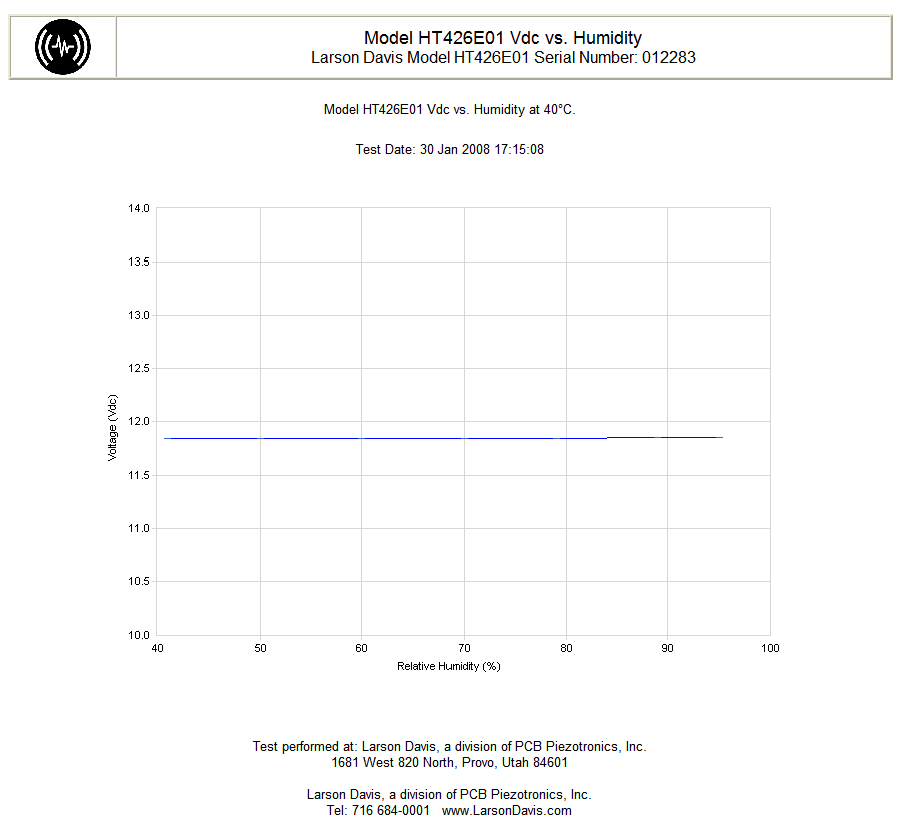 Model HT426E01 Vdc vs. Humidity
Larson Davis Model HT426E01 Serial Number: 012283
Model HT426E01 Vdc vs. Humidity at 40°C.
Test Date: 30 Jan 2008 17:15:08
14.0
13.5
13.0
12.5
12.0
11.5
11.0
10.5
10.0
Voltage (Vdc)
40 50 60 70 80 90 100
Relative Humidity (%)
Test performed at: Larson Davis, a division of PCB Piezotronics, Inc.
1681 West 820 North, Provo, Utah 84601
Larson Davis, a division of PCB Piezotronics, Inc.
Tel: 716 684-0001 www.LarsonDavis.com